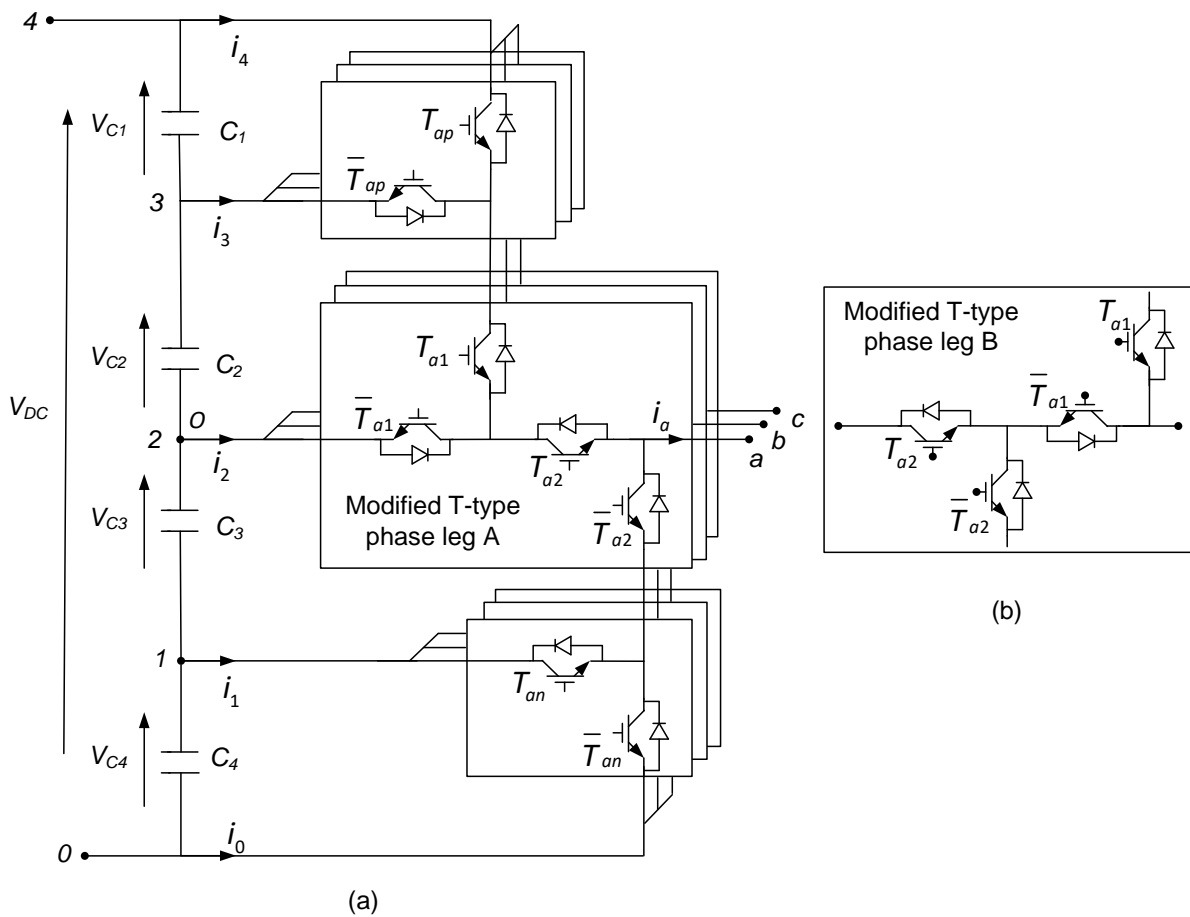 4
i4
VC1
C1
Tap
T̅ap
3
i3
VC2
C2
Ta1
VDC
0
2
i2
T̅a1
Ta2
ia
c
b
a
VC3
C3
Modified T-type
phase leg A
T̅a2
1
i1
Tan
VC4
C4
T̅an
0
i0
(a)
Modified T-type
phase leg B
Ta1
T̅a1
Ta2
T̅a2
(b)